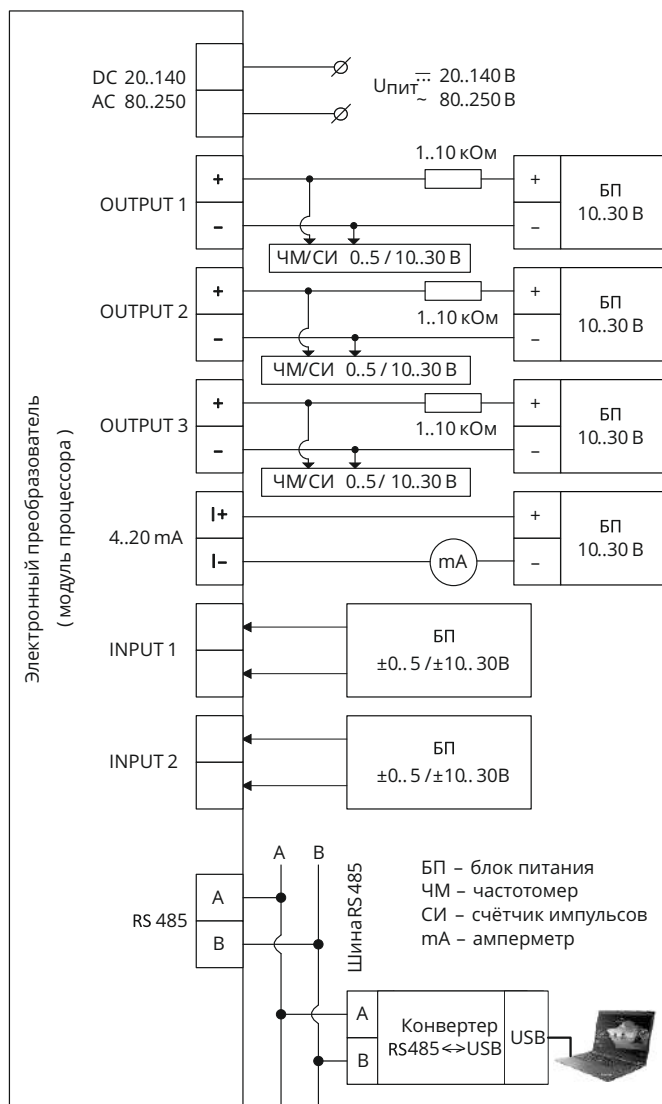 Электронный преобразователь
( модуль процессора )
DC 20..140
AC 80..250
Uпит
⎓ 20..140 В
~ 80..250 В
OUTPUT 1
+
–
1..10 кОм
+
–
БП
10..30 В
ЧМ/СИ 0..5 / 10..30 В
OUTPUT 2
+
–
1..10 кОм
+
–
БП
10..30 В
ЧМ/СИ 0..5 / 10..30 В
OUTPUT 3
+
–
1..10 кОм
+
–
БП
10..30 В
ЧМ/СИ 0..5 / 10..30 В
4..20 mA
I+
I–
mA
+
–
БП
10..30 В
INPUT 1
БП
±0..5 /±10..30В
INPUT 2
БП
±0..5 /±10..30В
A
B
Шина RS 485
RS 485
A
B
БП – блок питания
ЧМ – частотомер
СИ – счётчик импульсов
mA – амперметр
A
B
Конвертер
RS485<->USB
USB